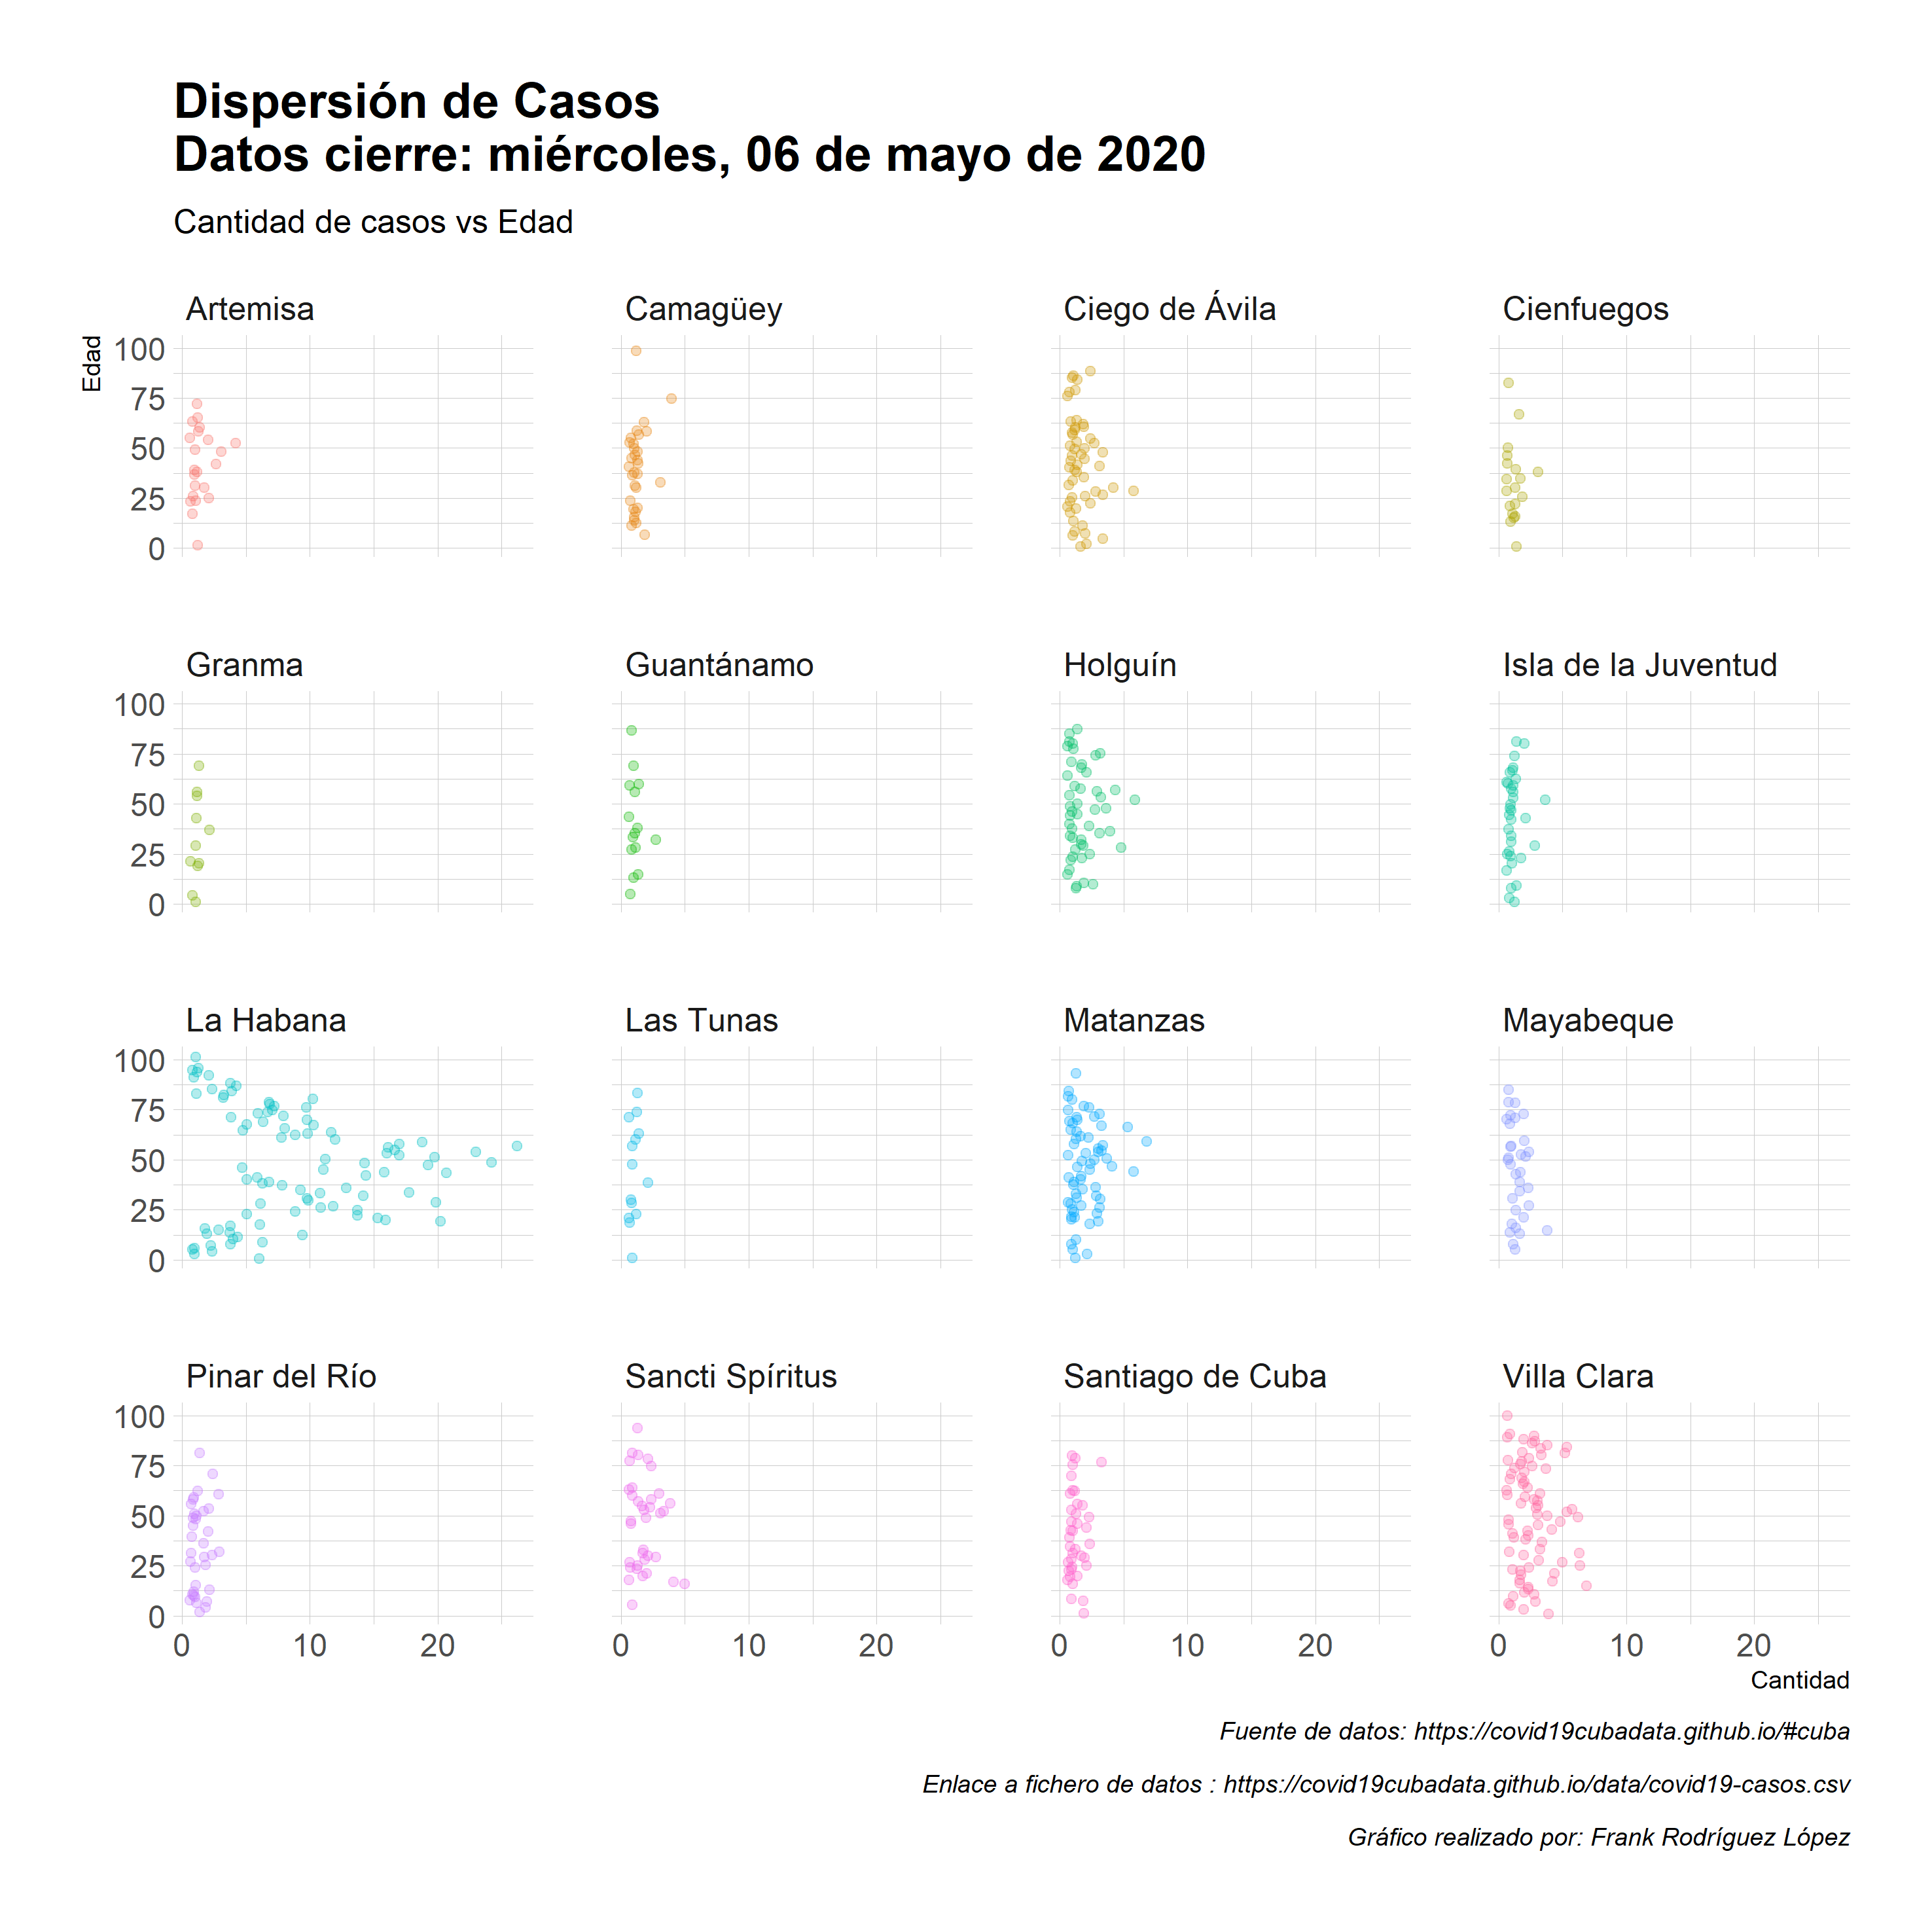 Dispersión de Casos
Datos cierre: miércoles, 06 de mayo de 2020
Cantidad de casos vs Edad
Artemisa
Camagüey
Ciego de Ávila
Cienfuegos
Edad
100
75
50
25
0
Granma
Guantánamo
Holguín
Isla de la Juventud
100
75
50
25
0
La Habana
Las Tunas
Matanzas
Mayabeque
100
75
50
25
0
Pinar del Río
Sancti Spíritus
Santiago de Cuba
Villa Clara
100
75
50
25
0
0 10 20
0 10 20
0 10 20
0 10 20
Cantidad
Fuente de datos: https://covid19cubadata.github.io/#cuba
Enlace a fichero de datos : https://covid19cubadata.github.io/data/covid19-casos.csv
Gráfico realizado por: Frank Rodríguez López